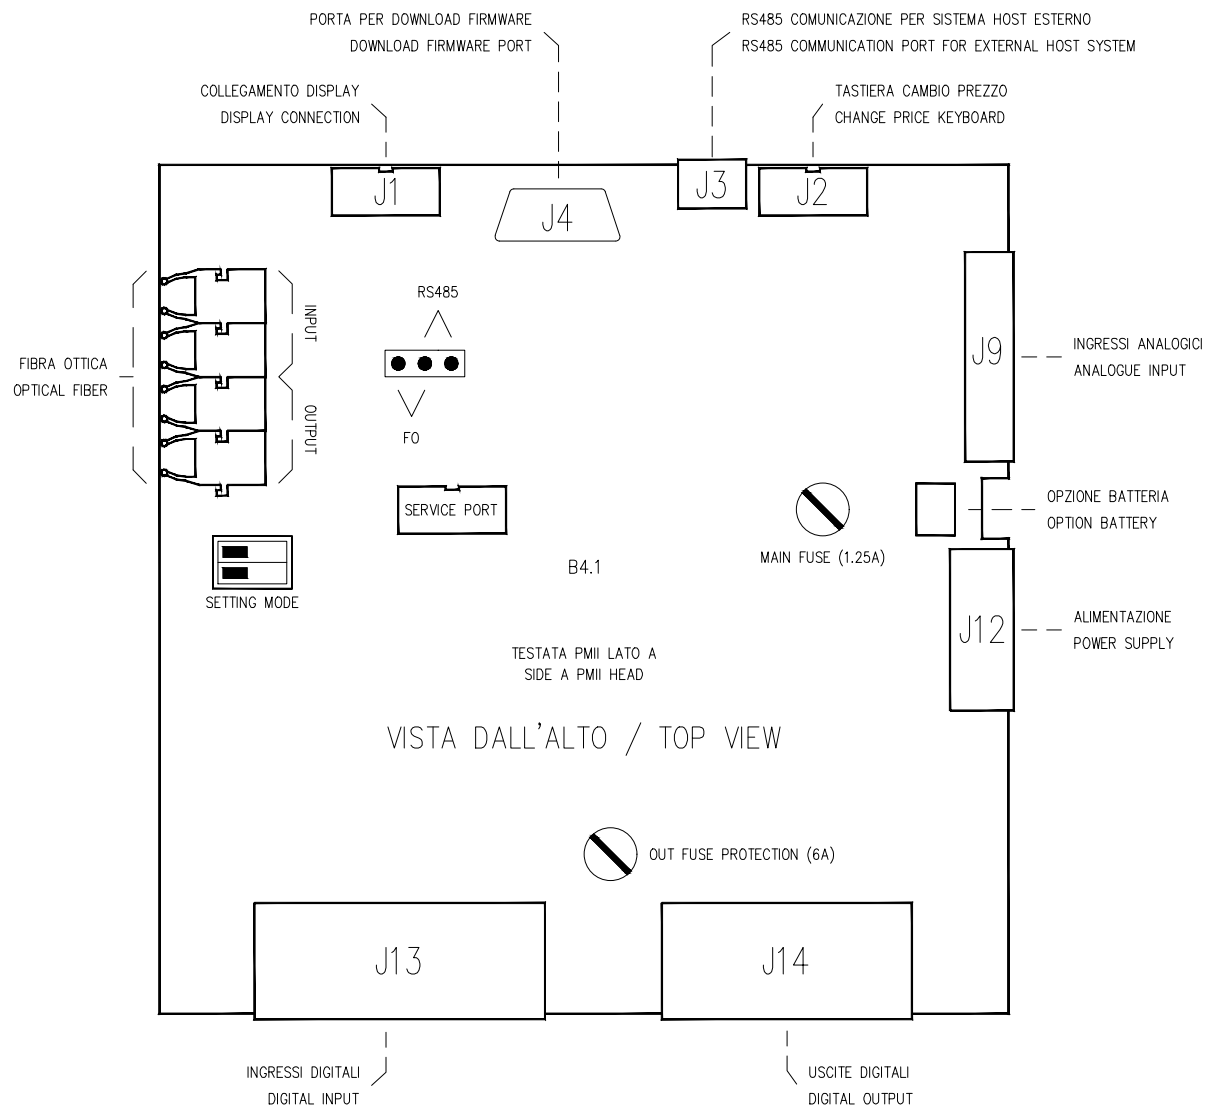 PORTA PER DOWNLOAD FIRMWARE
DOWNLOAD FIRMWARE PORT
RS485 COMUNICAZIONE PER SISTEMA HOST ESTERNO
RS485 COMMUNICATION PORT FOR EXTERNAL HOST SYSTEM
COLLEGAMENTO DISPLAY
DISPLAY CONNECTION
TASTIERA CAMBIO PREZZO
CHANGE PRICE KEYBOARD
J1
J4
J3
J2
RS485
INPUT
FIBRA OTTICA
OPTICAL FIBER
OUTPUT
FO
J9
INGRESSI ANALOGICI
ANALOGUE INPUT
SERVICE PORT
OPZIONE BATTERIA
OPTION BATTERY
MAIN FUSE (1.25A)
B4.1
SETTING MODE
J12
ALIMENTAZIONE
POWER SUPPLY
TESTATA PMII LATO A
SIDE A PMII HEAD
VISTA DALL'ALTO / TOP VIEW
OUT FUSE PROTECTION (6A)
J13
J14
INGRESSI DIGITALI
DIGITAL INPUT
USCITE DIGITALI
DIGITAL OUTPUT